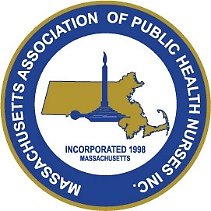 MASSACHUSETTS ASSOCIATION OF PUBLIC HEALTH NURSES INC.
INCORPORATED 1998
MASSACHUSETTS